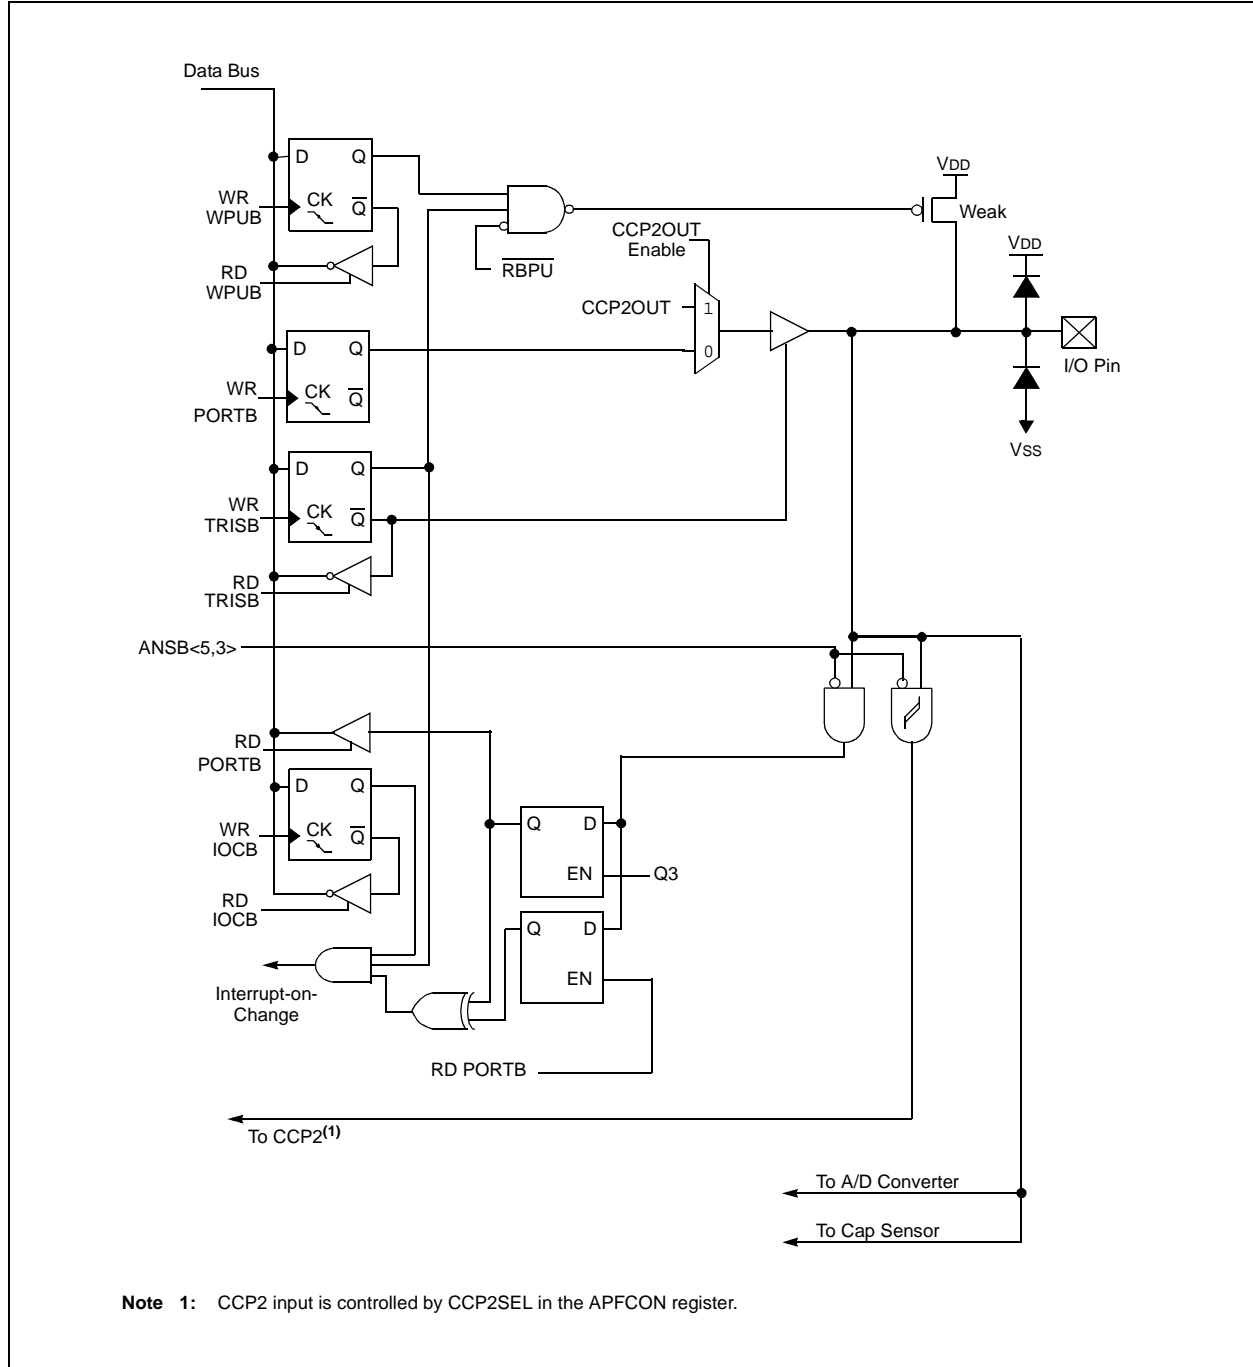 Data Bus
D Q
CK Q
WR
WPUB
RD
WPUB
RBPU
VDD
Weak
VDD
CCP2OUT
Enable
CCP2OUT
1
0
I/O Pin
VSS
D Q
CK Q
WR
PORTB
D Q
CK Q
WR
TRISB
RD
TRISB
ANSB<5,3>
RD
PORTB
D Q
CK Q
WR
IOCB
RD
IOCB
Q D
EN
Q3
Q D
EN
Interrupt-on-
Change
RD PORTB
To CCP2(1)
To A/D Converter
To Cap Sensor
Note 1: CCP2 input is controlled by CCP2SEL in the APFCON register.